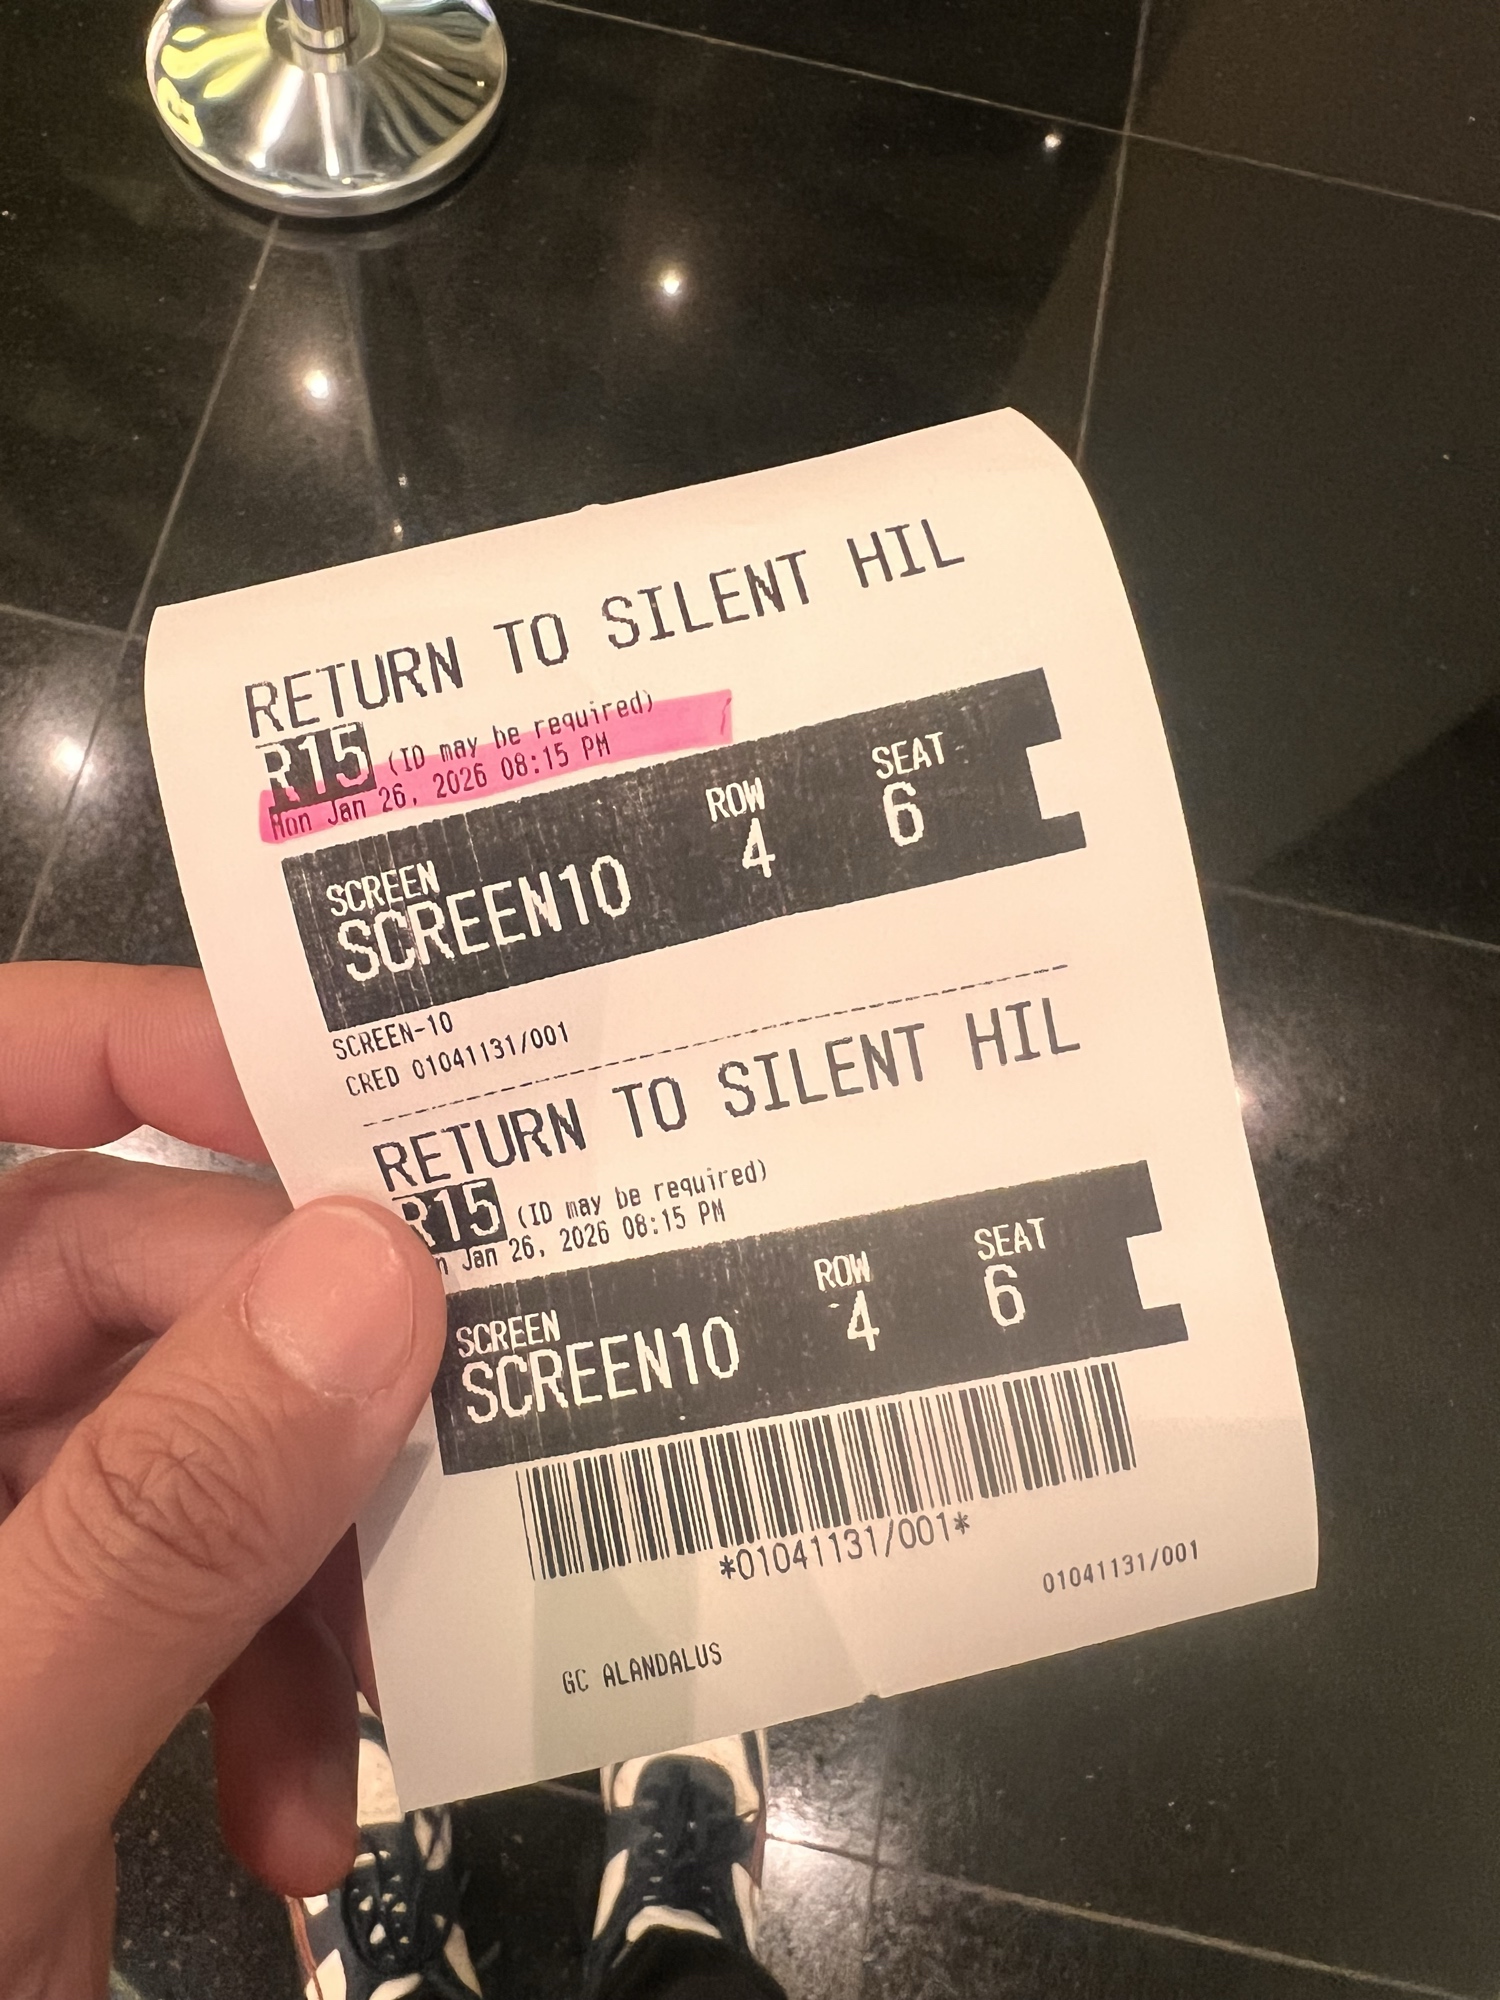 RETURN TO SILENT HIL
R15 (ID may be required)
Mon Jan 26, 2026 08:15 PM
SCREEN ROW SEAT
SCREEN10 4 6
SCREEN-10
CRED 01041131/001
RETURN TO SILENT HIL
R15 (ID may be required)
n Jan 26, 2026 08:15 PM
SCREEN ROW SEAT
SCREEN10 4 6
*01041131/001*
01041131/001
GC ALANDALUS